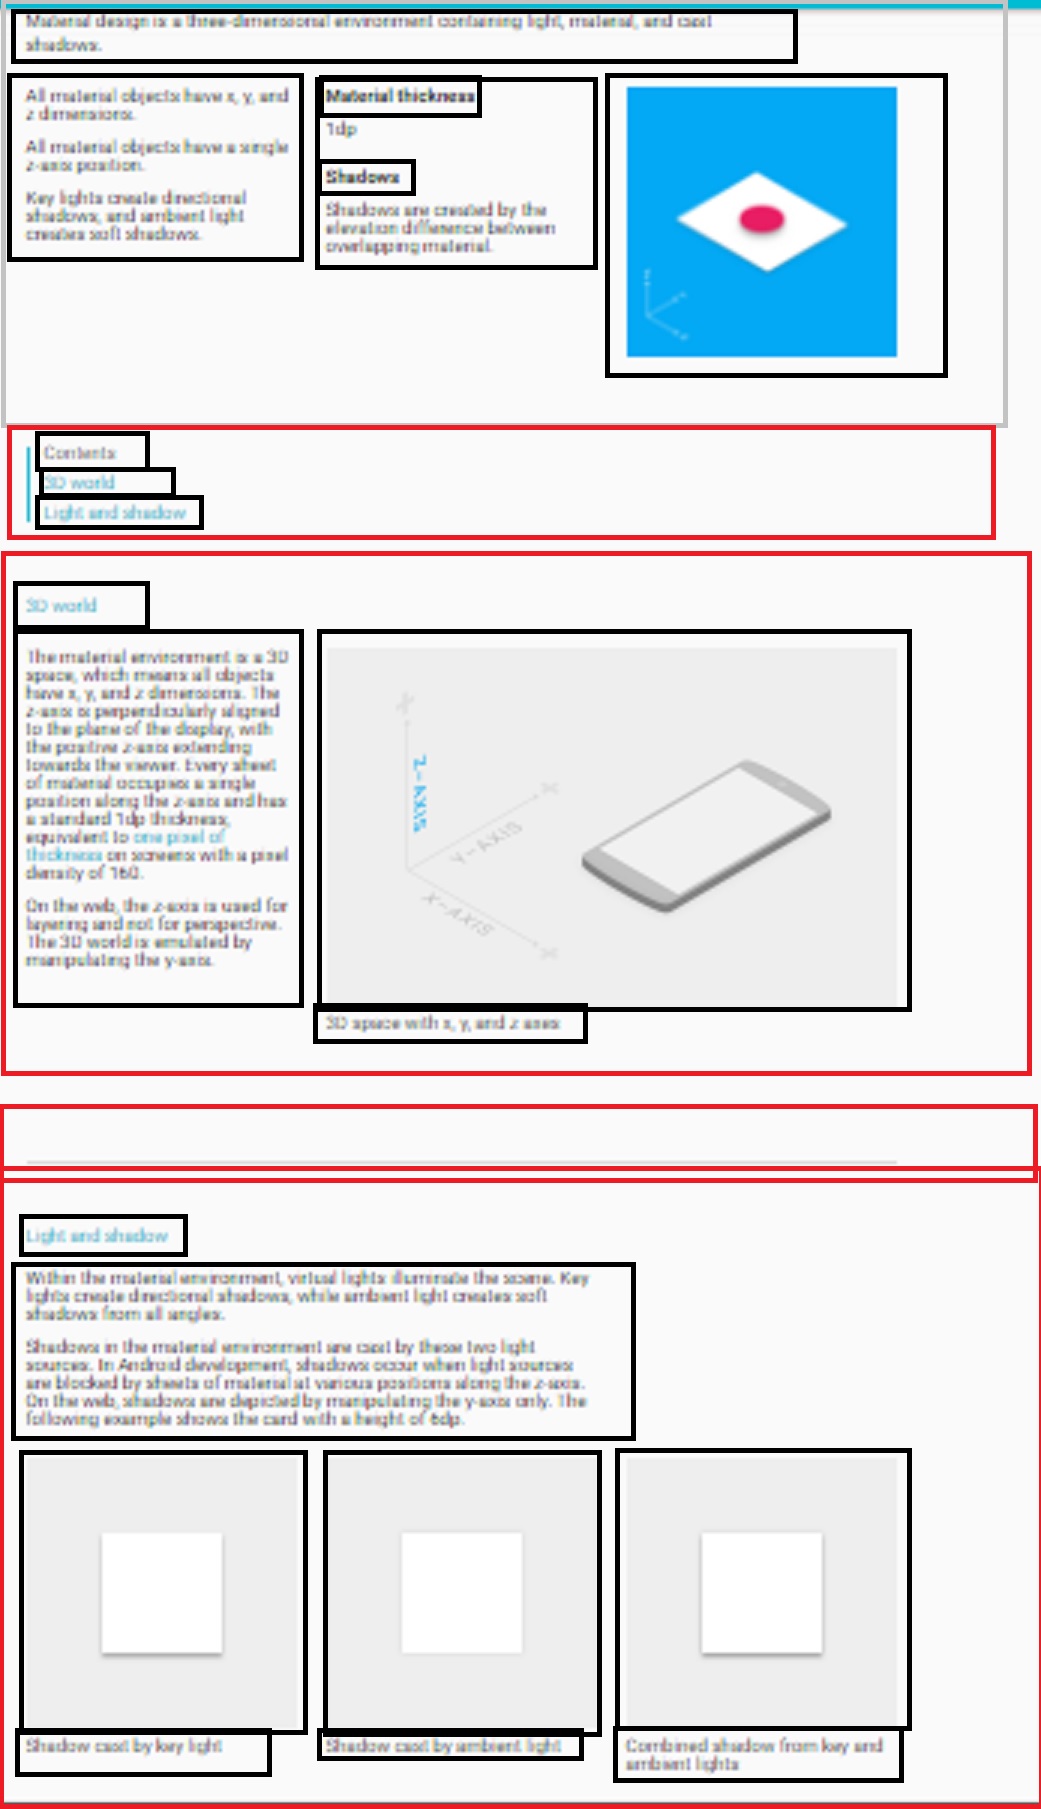 Material design is a three-dimensional environment containing light, material, and cast
shadows.
All material objects have x, y, and
z dimensions.
All material objects have a single
z-axis position.
Key lights create directional
shadows, and ambient light
creates soft shadows.
Material thickness
1dp
Shadows
Shadows are created by the
elevation difference between
overlapping material.
Contents
3D world
Light and shadow
3D world
The material environment is a 3D
space, which means all objects
have x, y, and z dimensions. The
z-axis is perpendicularly aligned
to the plane of the display, with
the positive z-axis extending
towards the viewer. Every sheet
of material occupies a single
position along the z-axis and has
a standard 1dp thickness,
equivalent to one pixel of
thickness on screens with a pixel
density of 160.
On the web, the z-axis is used for
layering and not for perspective.
The 3D world is emulated by
manipulating the y-axis.
Z-AXIS
Y-AXIS
X-AXIS
3D space with x, y, and z axes
Light and shadow
Within the material environment, virtual lights illuminate the scene. Key
lights create directional shadows, while ambient light creates soft
shadows from all angles.
Shadows in the material environment are cast by these two light
sources. In Android development, shadows occur when light sources
are blocked by sheets of material at various positions along the z-axis.
On the web, shadows are depicted by manipulating the y-axis only. The
following example shows the card with a height of 6dp.
Shadow cast by key light
Shadow cast by ambient light
Combined shadow from key and
ambient lights